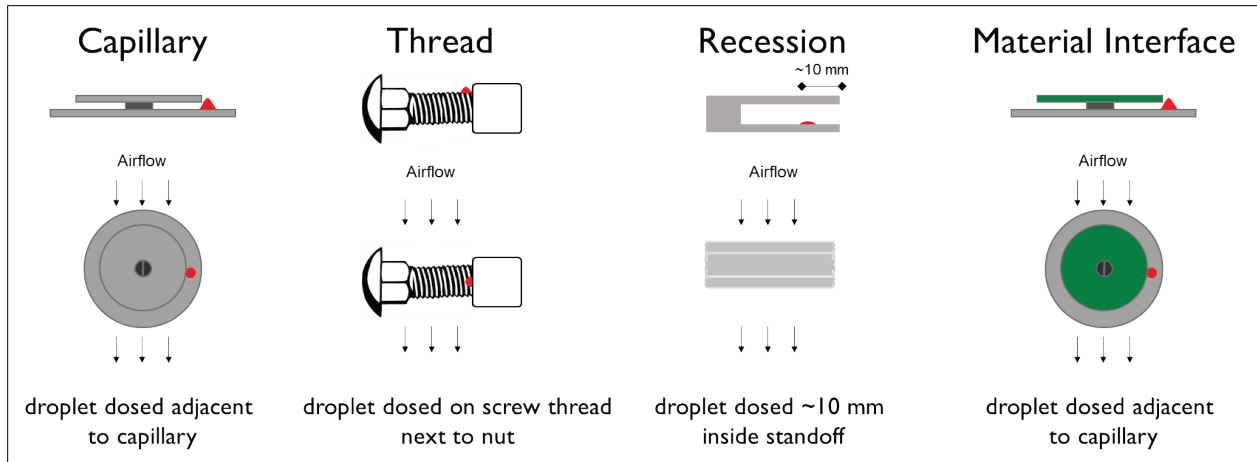 Capillary
Thread
Recession
Material Interface
~10 mm
Airflow
Airflow
Airflow
Airflow
droplet dosed adjacent
to capillary
droplet dosed on screw thread
next to nut
droplet dosed ~10 mm
inside standoff
droplet dosed adjacent
to capillary